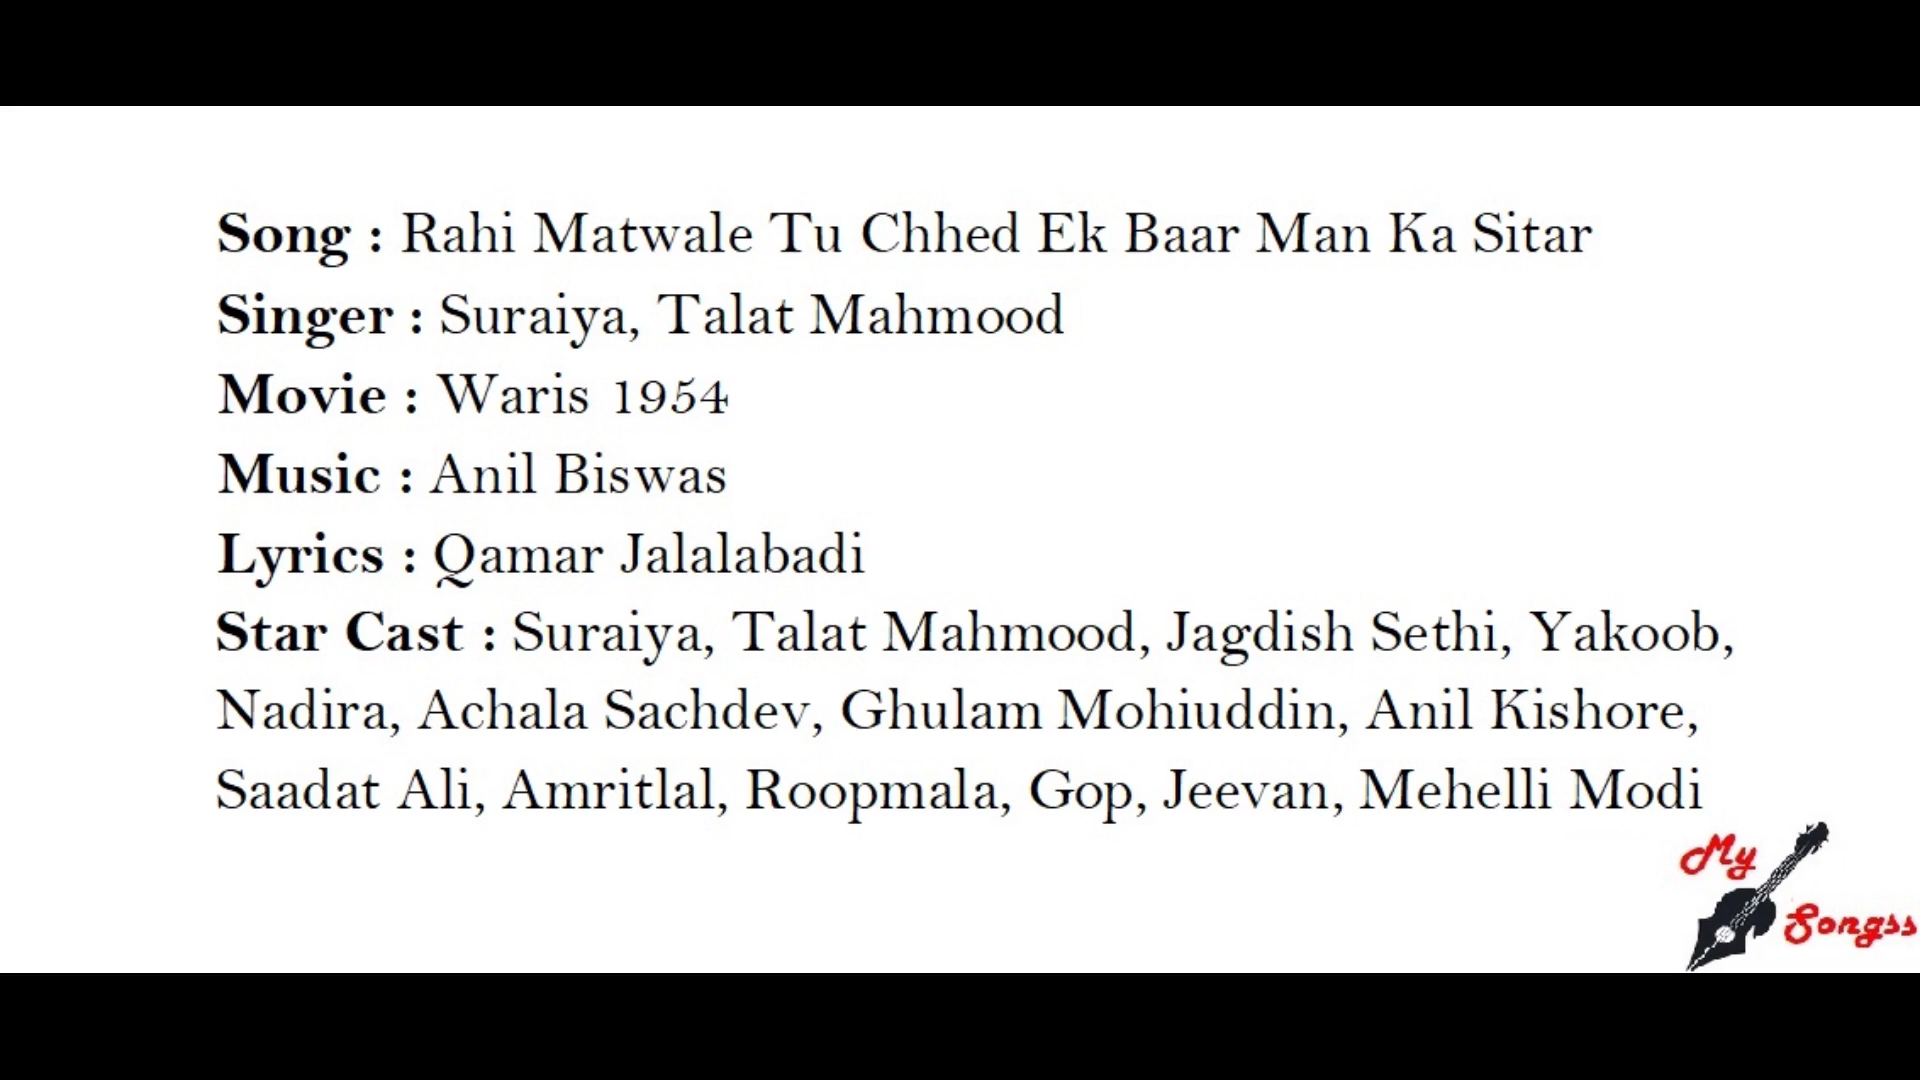 Song : Rahi Matwale Tu Chhed Ek Baar Man Ka Sitar
Singer : Suraiya, Talat Mahmood
Movie : Waris 1954
Music : Anil Biswas
Lyrics : Qamar Jalalabadi
Star Cast : Suraiya, Talat Mahmood, Jagdish Sethi, Yakoob,
Nadira, Achala Sachdev, Ghulam Mohiuddin, Anil Kishore,
Saadat Ali, Amritlal, Roopmala, Gop, Jeevan, Mehelli Modi
My
Songss